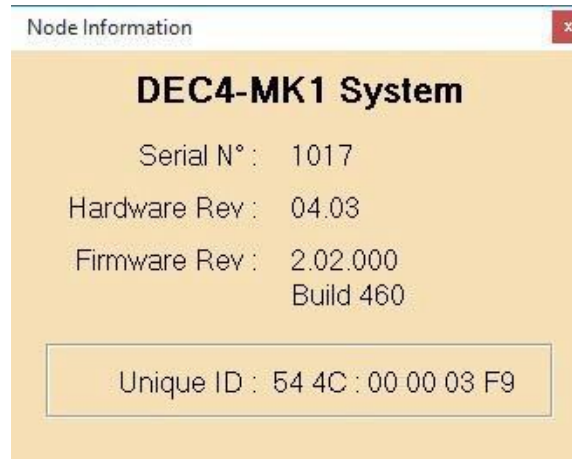 Node Information
x
DEC4-MK1 System
Serial N° : 1017
Hardware Rev : 04.03
Firmware Rev : 2.02.000
Build 460
Unique ID : 54 4C : 00 00 03 F9